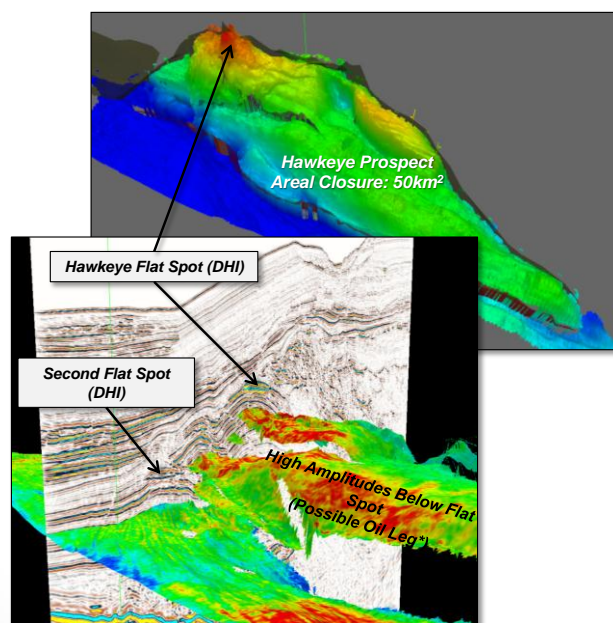 Hawkeye Prospect
Areal Closure: 50km²
Hawkeye Flat Spot (DHI)
Second Flat Spot
(DHI)
High Amplitudes Below Flat
Spot
(Possible Oil Leg*)